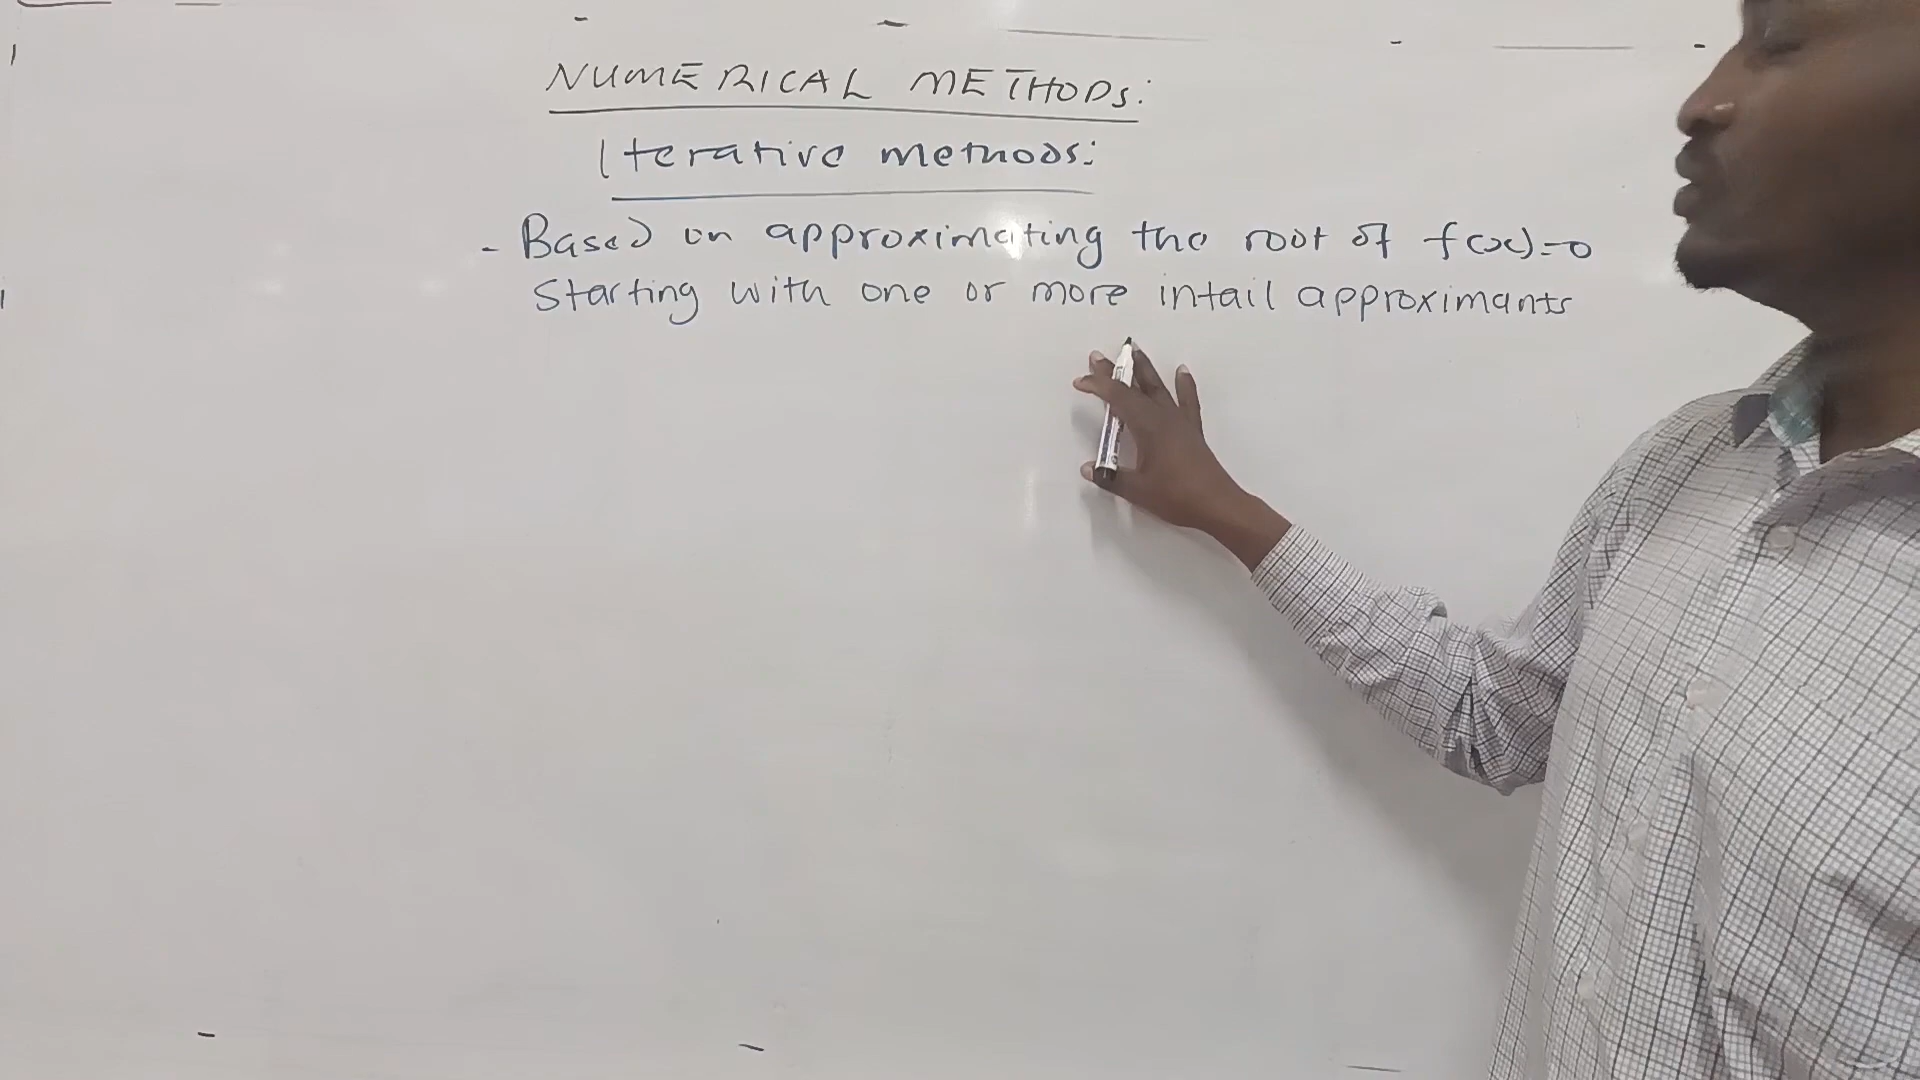 NUMERICAL METHODS:
Iterative methods:
- Based on approximating the root of f(x)=0
Starting with one or more intail approximants